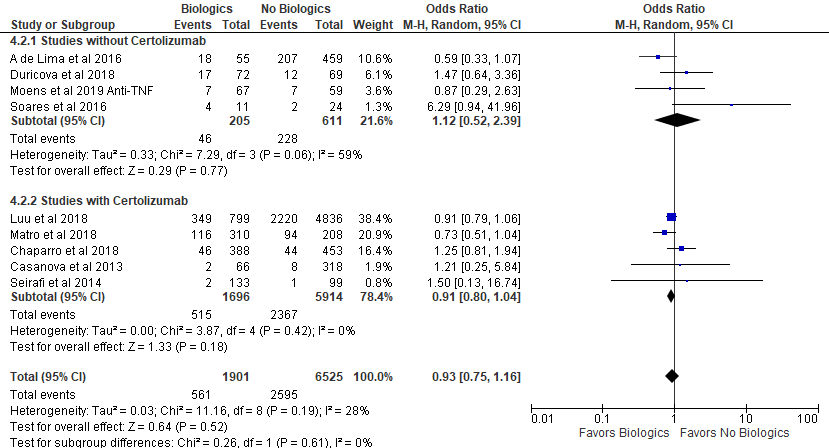 Biologics No Biologics Odds Ratio Odds Ratio
Study or Subgroup Events Total Events Total Weight M-H, Random, 95% CI M-H, Random, 95% CI
4.2.1 Studies without Certolizumab
A de Lima et al 2016 18 55 207 459 10.6% 0.59 [0.33, 1.07]
Duricova et al 2018 17 72 12 69 6.1% 1.47 [0.64, 3.36]
Moens et al 2019 Anti-TNF 7 67 7 59 3.6% 0.87 [0.29, 2.63]
Soares et al 2016 4 11 2 24 1.3% 6.29 [0.94, 41.96]
Subtotal (95% CI) 205 611 21.6% 1.12 [0.52, 2.39]
Total events 46 228
Heterogeneity: Tau² = 0.33; Chi² = 7.29, df = 3 (P = 0.06); I² = 59%
Test for overall effect: Z = 0.29 (P = 0.77)
4.2.2 Studies with Certolizumab
Luu et al 2018 349 799 2220 4836 38.4% 0.91 [0.79, 1.06]
Matro et al 2018 116 310 94 208 18.7% 0.73 [0.51, 1.04]
Chaparro et al 2018 46 388 44 453 16.4% 1.25 [0.81, 1.94]
Casanova et al 2013 2 66 8 318 1.9% 1.21 [0.25, 5.84]
Seirafi et al 2014 2 133 1 99 0.8% 1.50 [0.13, 16.74]
Subtotal (95% CI) 1696 5914 78.4% 0.91 [0.80, 1.04]
Total events 515 2367
Heterogeneity: Tau² = 0.00; Chi² = 3.87, df = 4 (P = 0.42); I² = 0%
Test for overall effect: Z = 1.33 (P = 0.18)
Total (95% CI) 1901 6525 100.0% 0.93 [0.75, 1.16]
Total events 561 2595
Heterogeneity: Tau² = 0.03; Chi² = 11.16, df = 8 (P = 0.19); I² = 28%
Test for overall effect: Z = 0.64 (P = 0.52)
Test for subgroup differences: Chi² = 0.26, df = 1 (P = 0.61), I² = 0%
0.01 0.1 1 10 100
Favors Biologics Favors No Biologics